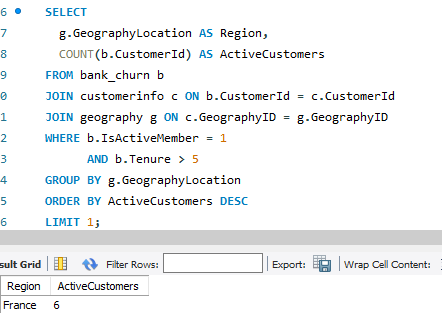 6 SELECT
7 g.GeographyLocation AS Region,
8 COUNT(b.CustomerId) AS ActiveCustomers
9 FROM bank_churn b
0 JOIN customerinfo c ON b.CustomerId = c.CustomerId
1 JOIN geography g ON c.GeographyID = g.GeographyID
2 WHERE b.IsActiveMember = 1
3 AND b.Tenure > 5
4 GROUP BY g.GeographyLocation
5 ORDER BY ActiveCustomers DESC
6 LIMIT 1;
sult Grid Filter Rows: Export: Wrap Cell Content:
Region ActiveCustomers
France 6